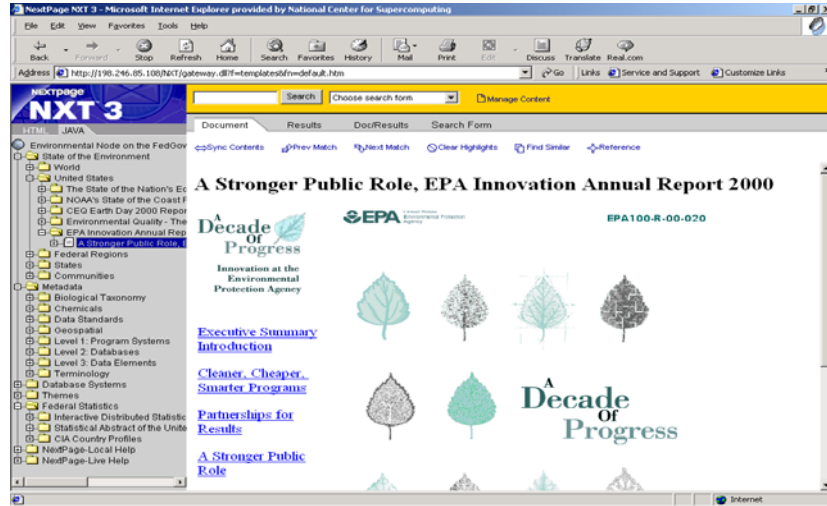 NextPage NXT 3 - Microsoft Internet Explorer provided by National Center for Supercomputing
File Edit View Favorites Tools Help
Back Forward Stop Refresh Home Search Favorites History Mail Print Edit Discuss Translate Real.com
Address http://198.246.85.108/NXT/gateway.dll?f=templates&fn=default.htm Go Links Service and Support Customize Links
NEXTPAGE
NXT 3
HTML JAVA
Search Choose search form Manage Content
Document Results Doc/Results Search Form
Sync Contents Prev Match Next Match Clear Highlights Find Similar Reference
Environmental Node on the FedGov
State of the Environment
World
United States
The State of the Nation's Ec
NOAA's State of the Coast R
CEQ Earth Day 2000 Repor
Environmental Quality - The
EPA Innovation Annual Rep
A Stronger Public Role, E
Federal Regions
States
Communities
Metadata
Biological Taxonomy
Chemicals
Data Standards
Geospatial
Level 1: Program Systems
Level 2: Databases
Level 3: Data Elements
Terminology
Database Systems
Themes
Federal Statistics
Interactive Distributed Statistic
Statistical Abstract of the Unite
CIA Country Profiles
NextPage-Local Help
NextPage-Live Help
A Stronger Public Role, EPA Innovation Annual Report 2000
A
Decade
Of
Progress
Innovation at the
Environmental
Protection Agency
EPA United States
Environmental Protection
Agency
EPA100-R-00-020
Executive Summary
Introduction
Cleaner, Cheaper,
Smarter Programs
Partnerships for
Results
A Stronger Public
Role
A
Decade
Of
Progress
Internet